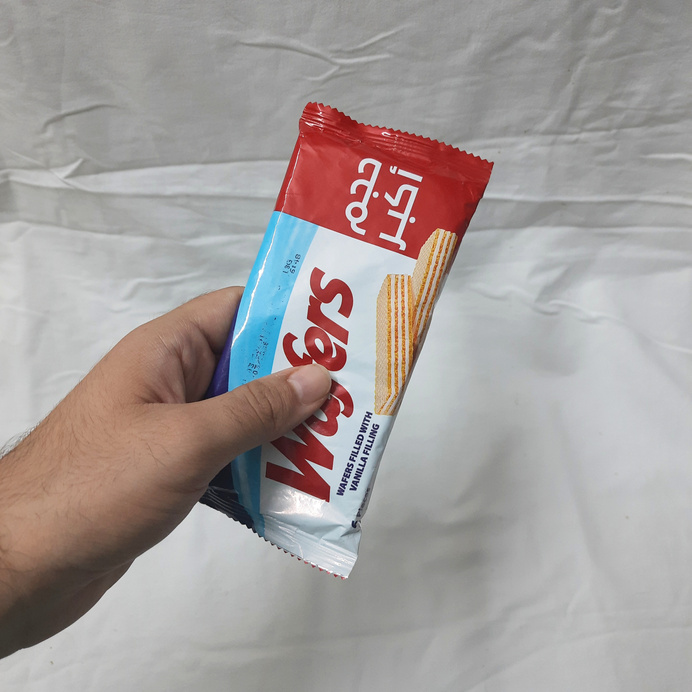 حجم
أكبر
Wafers
WAFERS FILLED WITH
VANILLA FILLING